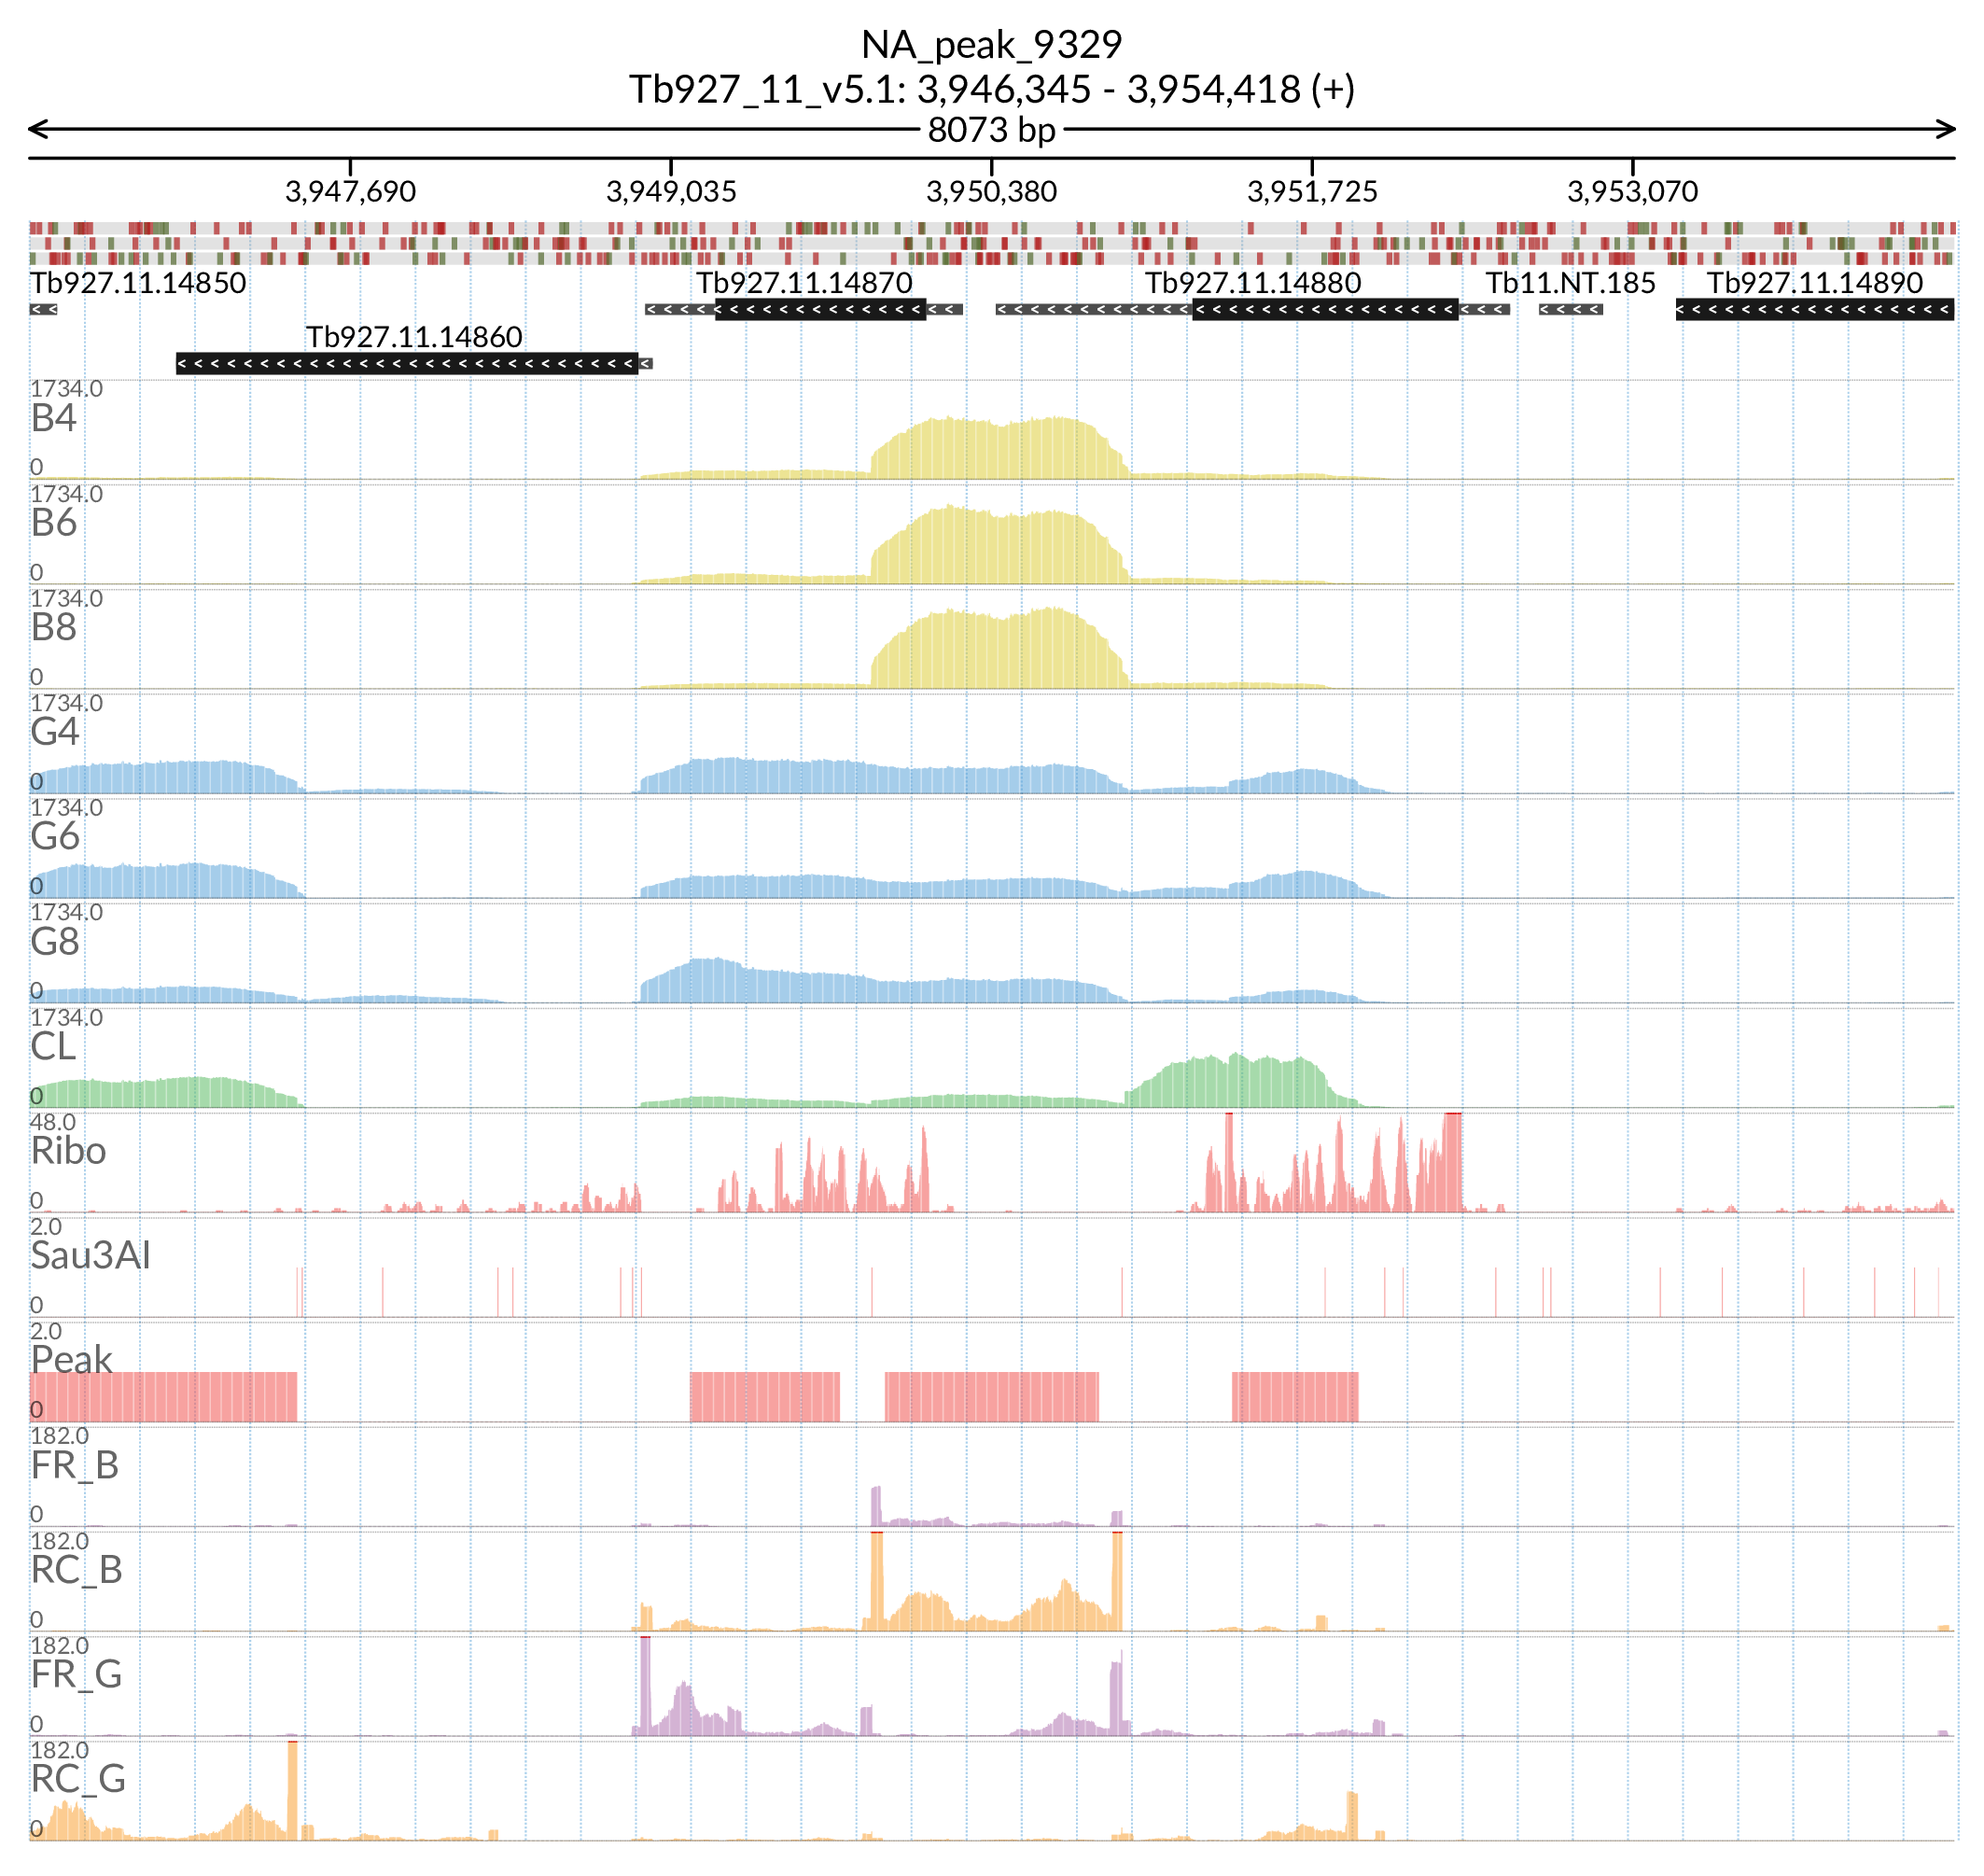 NA_peak_9329
Tb927_11_v5.1: 3,946,345 - 3,954,418 (+)
8073 bp
3,947,690 3,949,035 3,950,380 3,951,725 3,953,070
Tb927.11.14850 Tb927.11.14870 Tb927.11.14880 Tb11.NT.185 Tb927.11.14890
Tb927.11.14860
1734.0
B4
0
1734.0
B6
0
1734.0
B8
0
1734.0
G4
0
1734.0
G6
0
1734.0
G8
0
1734.0
CL
0
48.0
Ribo
0
2.0
Sau3AI
0
2.0
Peak
0
182.0
FR_B
0
182.0
RC_B
0
182.0
FR_G
0
182.0
RC_G
0